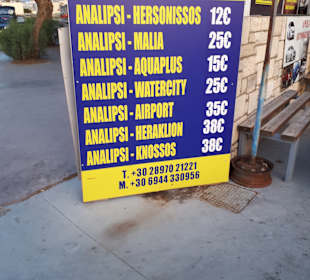 ANALIPSI - HERSONISSOS 12€
ANALIPSI - MALIA 25€
ANALIPSI - AQUAPLUS 15€
ANALIPSI - WATERCITY 25€
ANALIPSI - AIRPORT 35€
ANALIPSI - HERAKLION 38€
ANALIPSI - KNOSSOS 38€
T. +30 28970 21221
M. +30 6944 330956